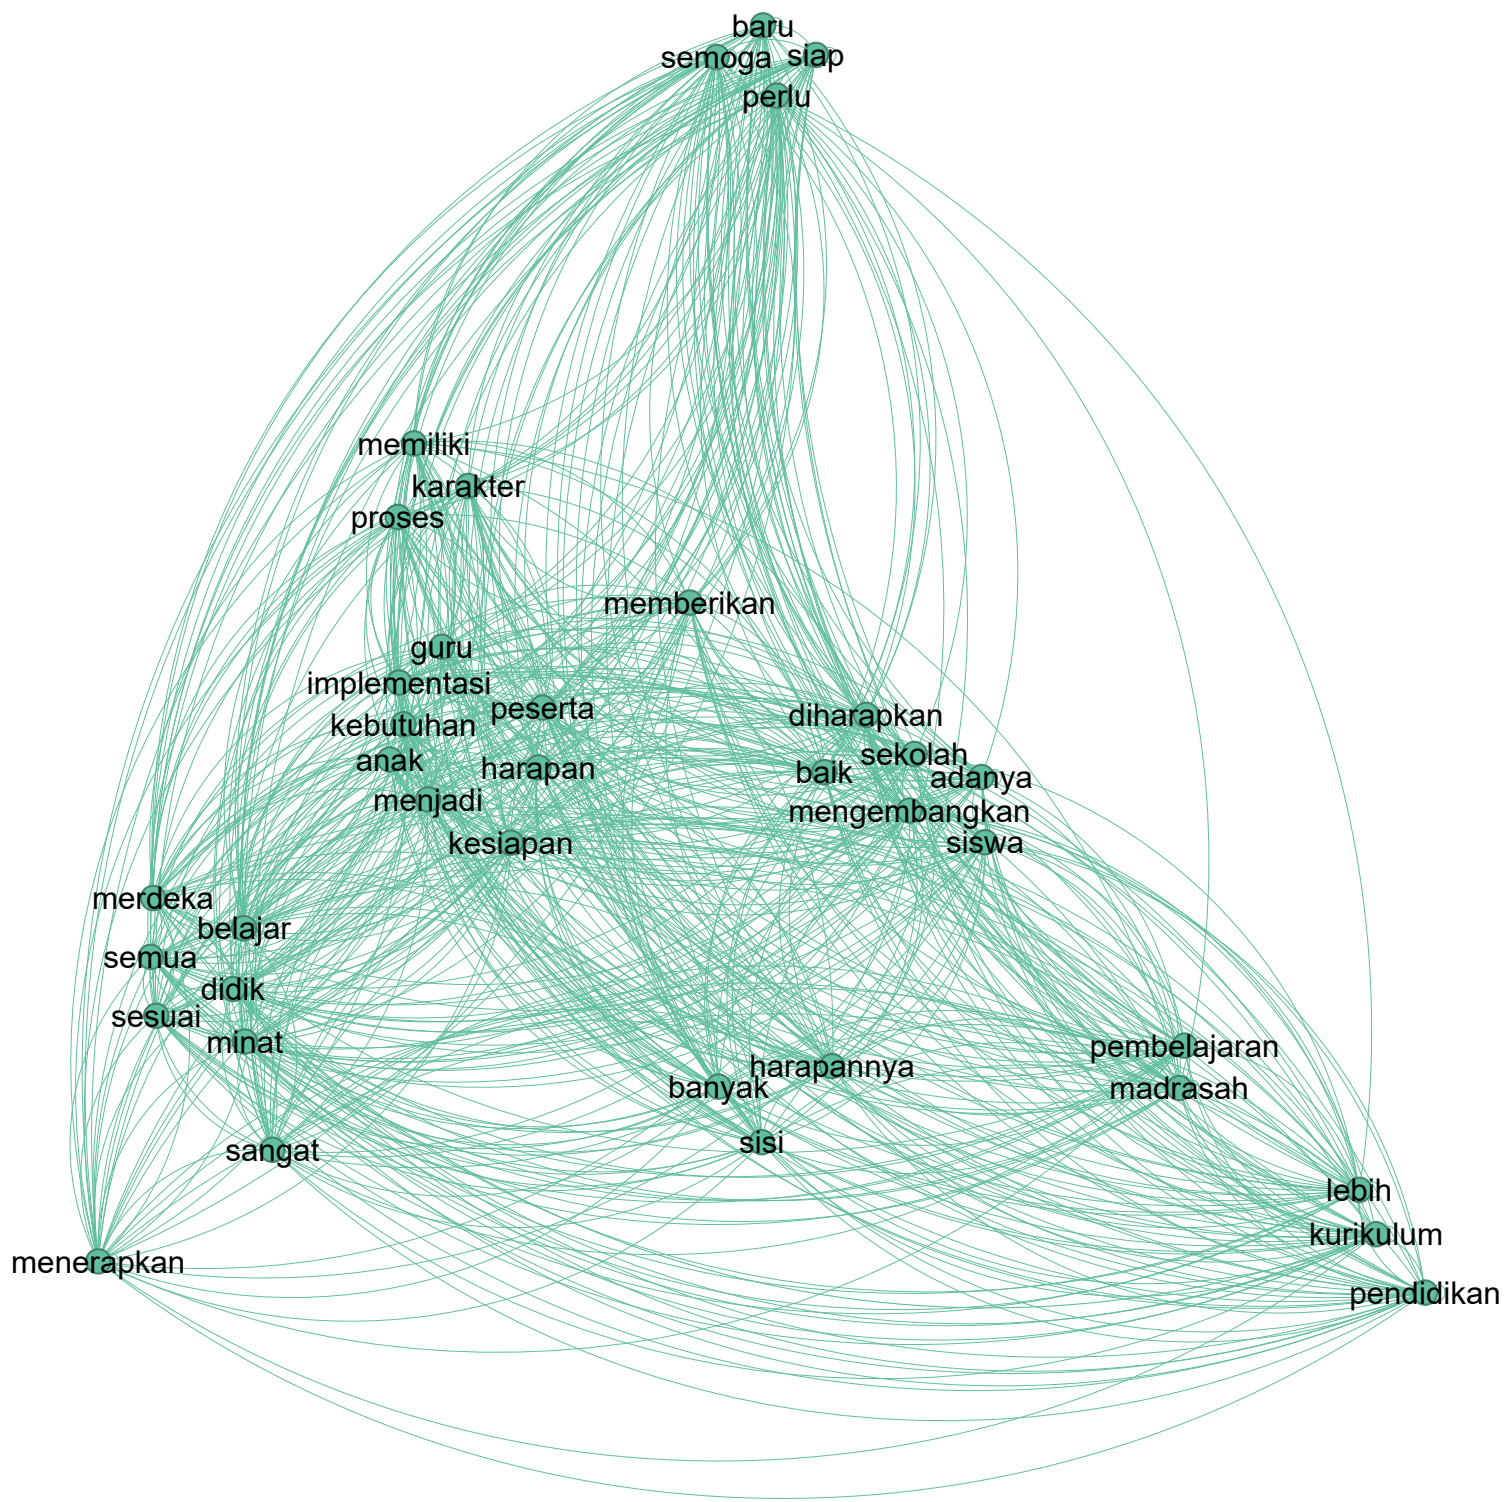 baru
semoga
siap
perlu
memiliki
karakter
proses
memberikan
guru
implementasi
peserta
kebutuhan
diharapkan
anak
harapan
sekolah
baik
adanya
menjadi
mengembangkan
kesiapan
siswa
merdeka
belajar
semua
didik
sesuai
minat
pembelajaran
harapannya
banyak
madrasah
sangat
sisi
lebih
kurikulum
menerapkan
pendidikan